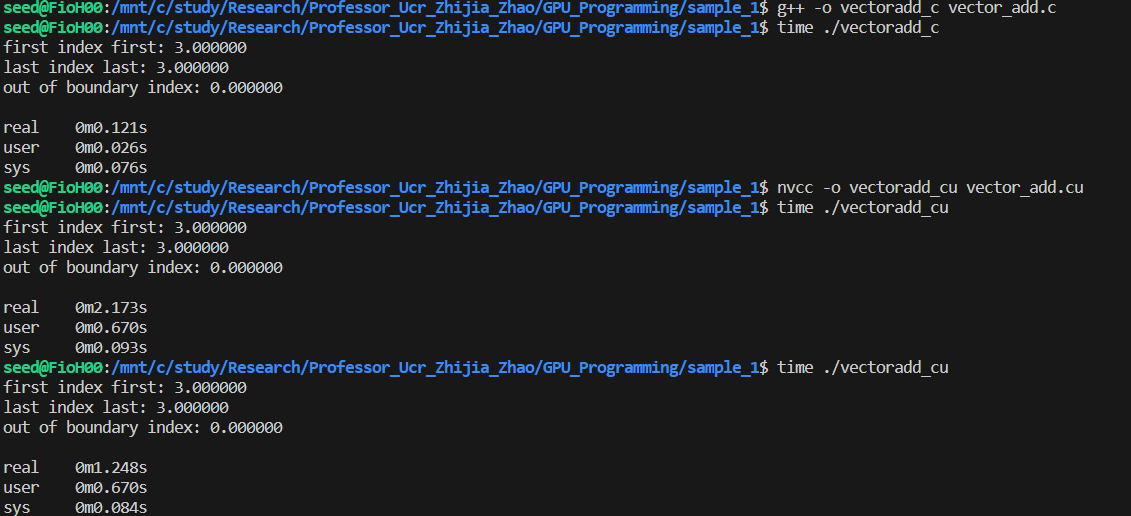 seed@FioH00:/mnt/c/study/Research/Professor_Ucr_Zhijia_Zhao/GPU_Programming/sample_1$ g++ -o vectoradd_c vector_add.c
seed@FioH00:/mnt/c/study/Research/Professor_Ucr_Zhijia_Zhao/GPU_Programming/sample_1$ time ./vectoradd_c
first index first: 3.000000
last index last: 3.000000
out of boundary index: 0.000000
real 0m0.121s
user 0m0.026s
sys 0m0.076s
seed@FioH00:/mnt/c/study/Research/Professor_Ucr_Zhijia_Zhao/GPU_Programming/sample_1$ nvcc -o vectoradd_cu vector_add.cu
seed@FioH00:/mnt/c/study/Research/Professor_Ucr_Zhijia_Zhao/GPU_Programming/sample_1$ time ./vectoradd_cu
first index first: 3.000000
last index last: 3.000000
out of boundary index: 0.000000
real 0m2.173s
user 0m0.670s
sys 0m0.093s
seed@FioH00:/mnt/c/study/Research/Professor_Ucr_Zhijia_Zhao/GPU_Programming/sample_1$ time ./vectoradd_cu
first index first: 3.000000
last index last: 3.000000
out of boundary index: 0.000000
real 0m1.248s
user 0m0.670s
sys 0m0.084s